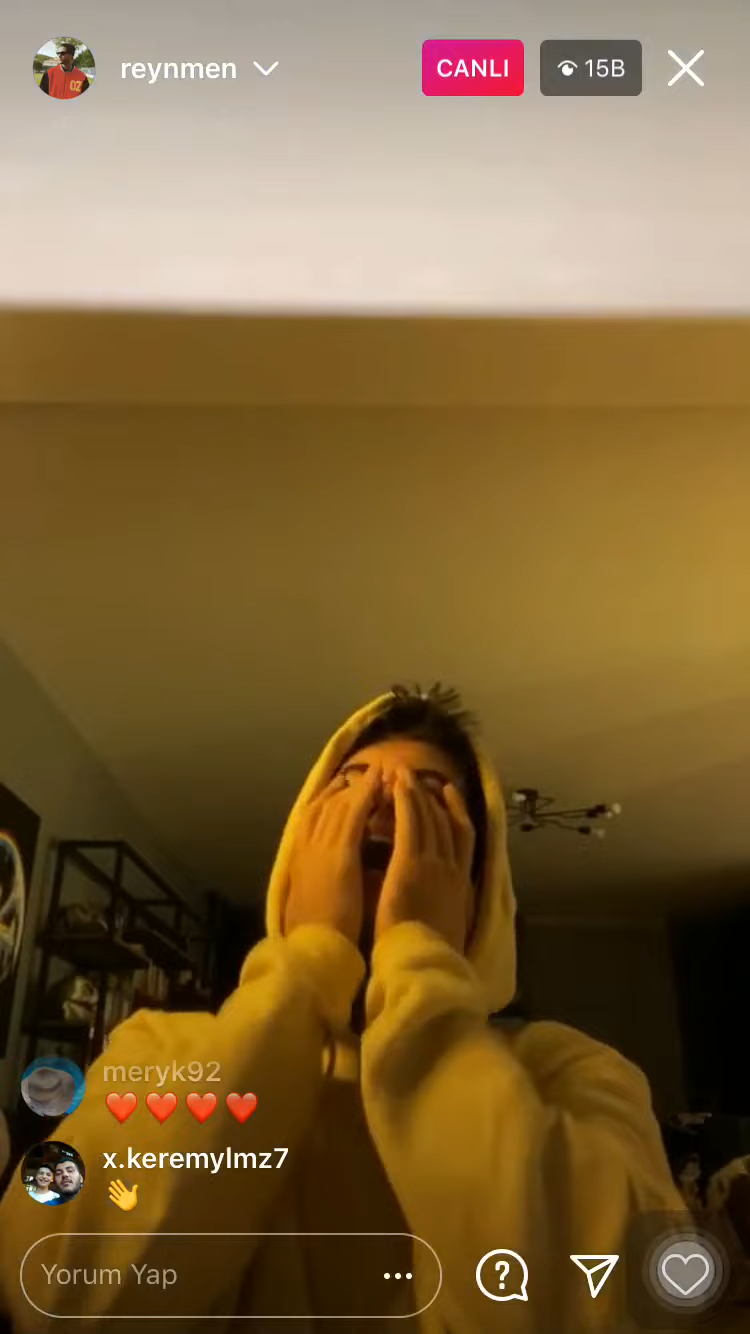 reynmen
CANLI
15B
meryk92
❤️❤️❤️❤️
x.keremylmz7
👋
Yorum Yap